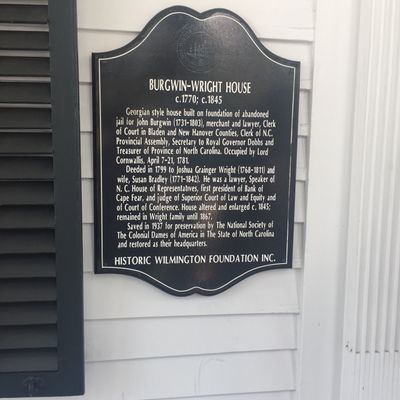 BURGWIN-WRIGHT HOUSE
c.1770; c.1845
Georgian style house built on foundation of abandoned
jail for John Burgwin (1731-1803), merchant and lawyer, Clerk
of Court in Bladen and New Hanover Counties, Clerk of N.C.
Provincial Assembly, Secretary to Royal Governor Dobbs and
Treasurer of Province of North Carolina. Occupied by Lord
Cornwallis, April 7-21, 1781.
Deeded in 1799 to Joshua Grainger Wright (1768-1811) and
wife, Susan Bradley (1771-1842). He was a lawyer, Speaker of
N. C. House of Representatives, first president of Bank of
Cape Fear, and judge of Superior Court of Law and Equity and
of Court of Conference. House altered and enlarged c. 1845;
remained in Wright family until 1867.
Saved in 1937 for preservation by The National Society of
The Colonial Dames of America in The State of North Carolina
and restored as their headquarters.
HISTORIC WILMINGTON FOUNDATION INC.